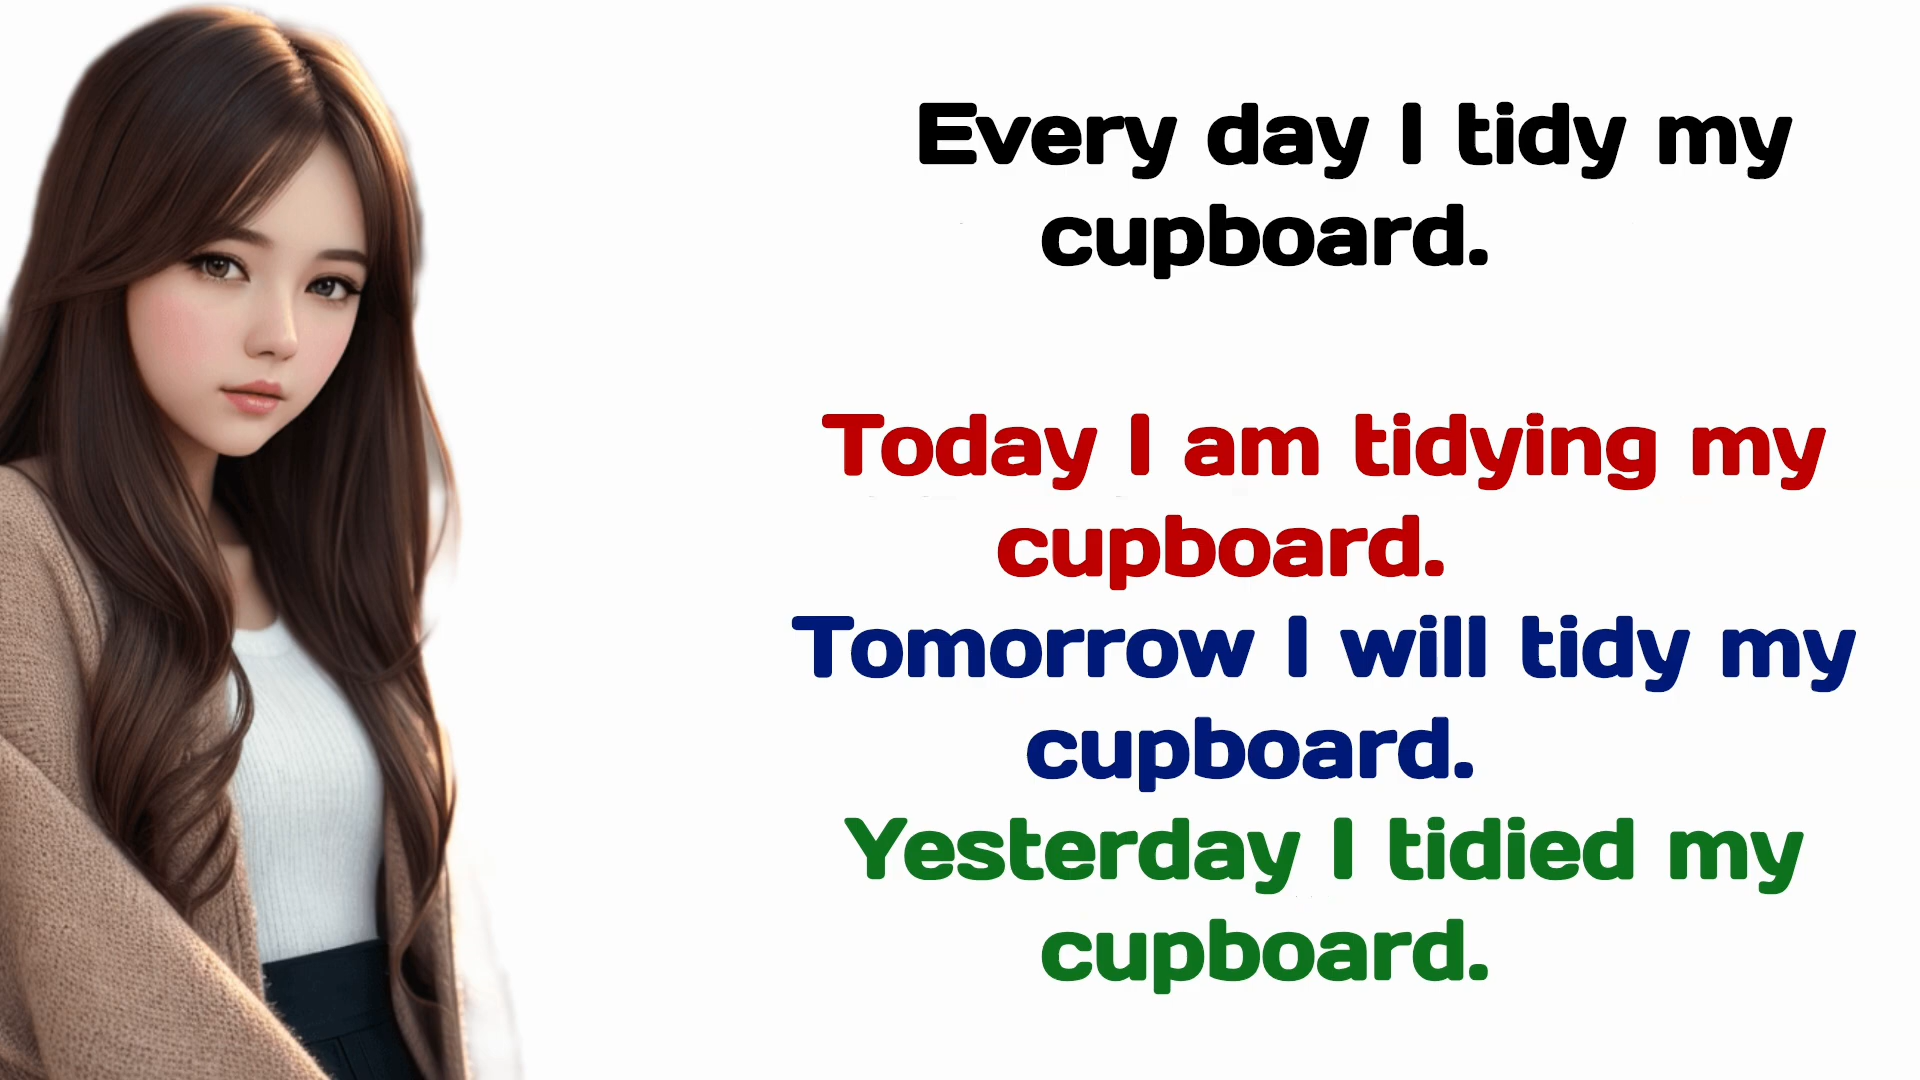 Every day I tidy my
cupboard.
Today I am tidying my
cupboard.
Tomorrow I will tidy my
cupboard.
Yesterday I tidied my
cupboard.